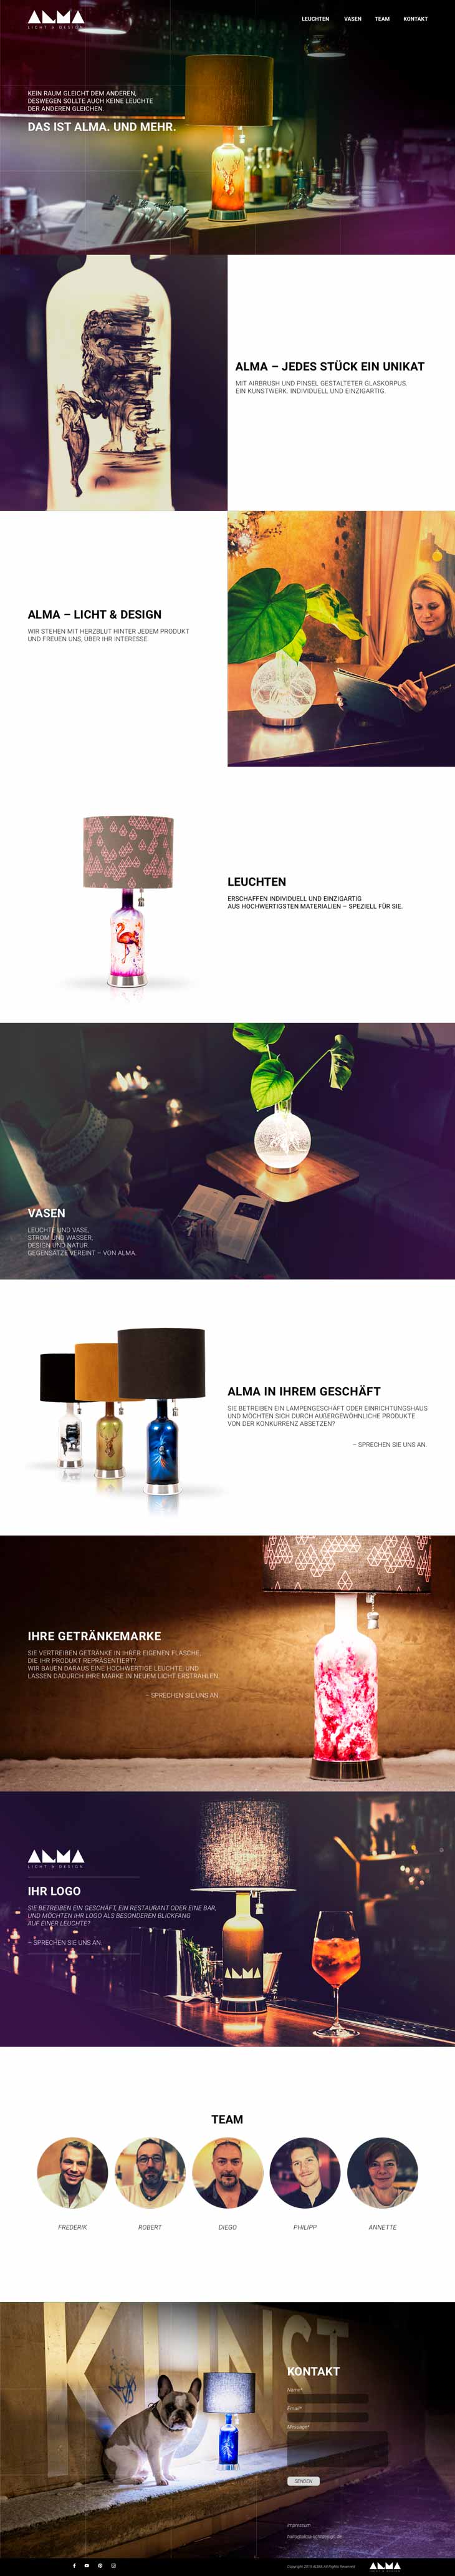 ALMA
LICHT & DESIGN
LEUCHTEN VASEN TEAM KONTAKT
KEIN RAUM GLEICHT DEM ANDEREN,
DESWEGEN SOLLTE AUCH KEINE LEUCHTE
DER ANDEREN GLEICHEN.
DAS IST ALMA. UND MEHR.
ALMA – JEDES STÜCK EIN UNIKAT
MIT AIRBRUSH UND PINSEL GESTALTETER GLASKORPUS.
EIN KUNSTWERK. INDIVIDUELL UND EINZIGARTIG.
ALMA – LICHT & DESIGN
WIR STEHEN MIT HERZBLUT HINTER JEDEM PRODUKT
UND FREUEN UNS, ÜBER IHR INTERESSE.
LEUCHTEN
ERSCHAFFEN INDIVIDUELL UND EINZIGARTIG
AUS HOCHWERTIGSTEN MATERIALIEN – SPEZIELL FÜR SIE.
VASEN
LEUCHTE UND VASE,
STROM UND WASSER,
DESIGN UND NATUR.
GEGENSÄTZE VEREINT – VON ALMA.
ALMA IN IHREM GESCHÄFT
SIE BETREIBEN EIN LAMPENGESCHÄFT ODER EINRICHTUNGSHAUS
UND MÖCHTEN SICH DURCH AUßERGEWÖHNLICHE PRODUKTE
VON DER KONKURRENZ ABSETZEN?
– SPRECHEN SIE UNS AN.
IHRE GETRÄNKEMARKE
SIE VERTREIBEN GETRÄNKE IN IHRER EIGENEN FLASCHE,
DIE IHR PRODUKT REPRÄSENTIERT?
WIR BAUEN DARAUS EINE HOCHWERTIGE LEUCHTE, UND
LASSEN DADURCH IHRE MARKE IN NEUEM LICHT ERSTRAHLEN.
– SPRECHEN SIE UNS AN.
ALMA
LICHT & DESIGN
IHR LOGO
SIE BETREIBEN EIN GESCHÄFT, EIN RESTAURANT ODER EINE BAR,
UND MÖCHTEN IHR LOGO ALS BESONDEREN BLICKFANG
AUF EINER LEUCHTE?
– SPRECHEN SIE UNS AN.
ALMA
TEAM
FREDERIK ROBERT DIEGO PHILIPP ANNETTE
KUNST
KONTAKT
Name*
Email*
Message*
SENDEN
Impressum
hallo@alma-lichtdesign.de
Copyright 2019 ALMA All Rights Reserved
ALMA